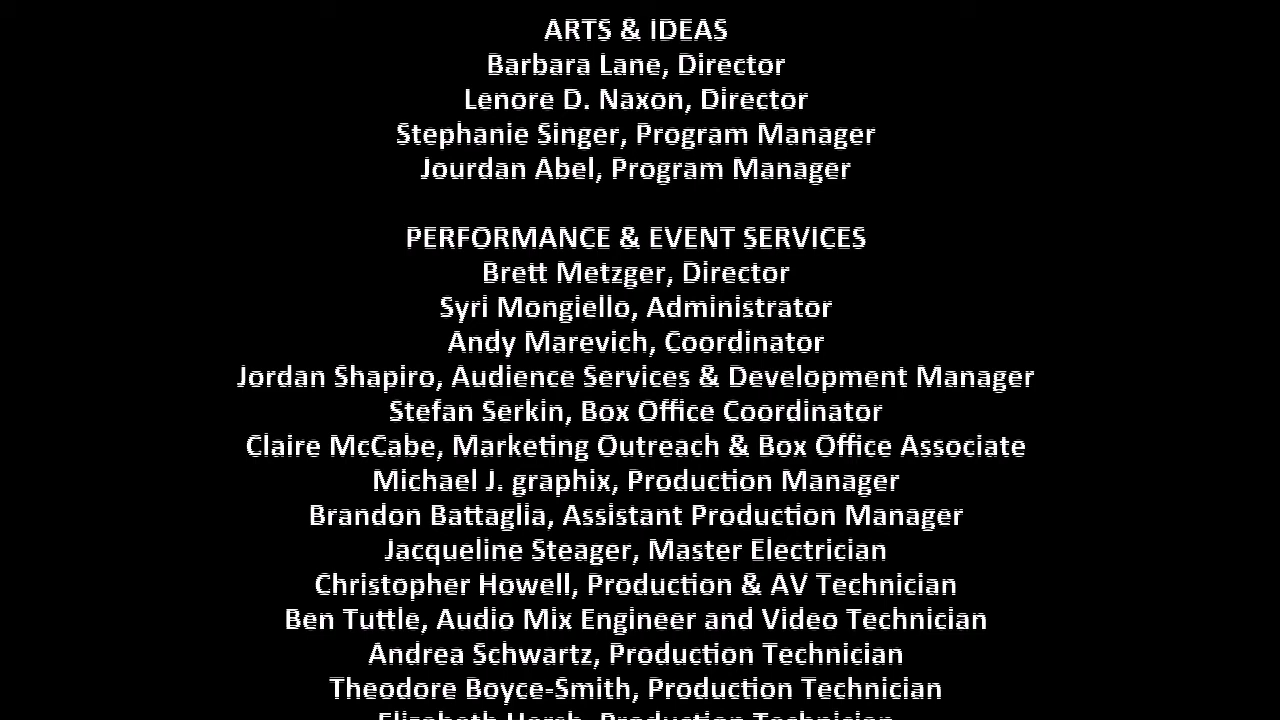 ARTS & IDEAS
Barbara Lane, Director
Lenore D. Naxon, Director
Stephanie Singer, Program Manager
Jourdan Abel, Program Manager
PERFORMANCE & EVENT SERVICES
Brett Metzger, Director
Syri Mongiello, Administrator
Andy Marevich, Coordinator
Jordan Shapiro, Audience Services & Development Manager
Stefan Serkin, Box Office Coordinator
Claire McCabe, Marketing Outreach & Box Office Associate
Michael J. graphix, Production Manager
Brandon Battaglia, Assistant Production Manager
Jacqueline Steager, Master Electrician
Christopher Howell, Production & AV Technician
Ben Tuttle, Audio Mix Engineer and Video Technician
Andrea Schwartz, Production Technician
Theodore Boyce-Smith, Production Technician
Elizabeth Horsh, Production Technician